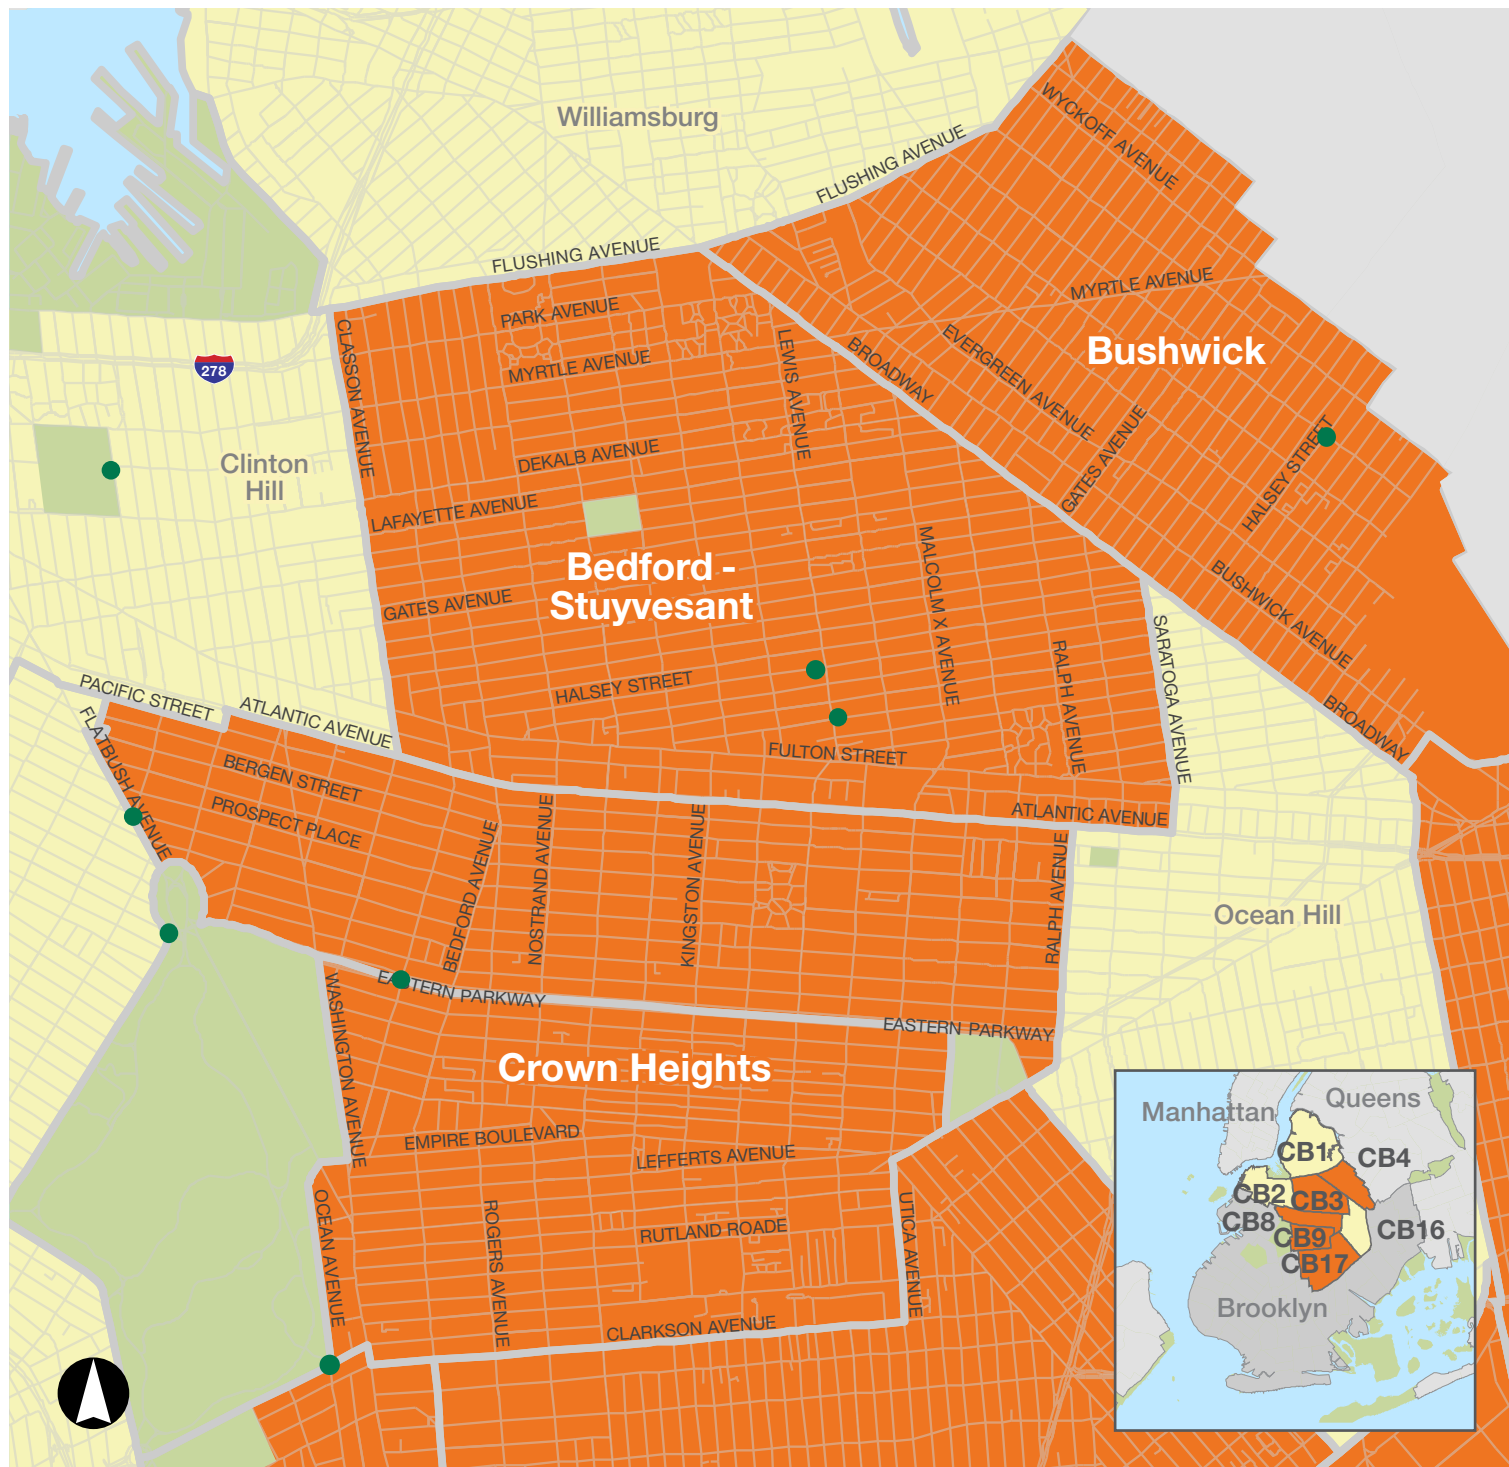 Williamsburg
WYCKOFF AVENUE
FLUSHING AVENUE
FLUSHING AVENUE
MYRTLE AVENUE
PARK AVENUE
CLASSON AVENUE
LEWIS AVENUE
BROADWAY
EVERGREEN AVENUE
Bushwick
MYRTLE AVENUE
278
GATES AVENUE
HALSEY STREET
DEKALB AVENUE
Clinton
Hill
LAFAYETTE AVENUE
MALCOLM X AVENUE
Bedford -
Stuyvesant
BUSHWICK AVENUE
GATES AVENUE
SARATOGA AVENUE
RALPH AVENUE
HALSEY STREET
PACIFIC STREET
ATLANTIC AVENUE
BROADWAY
FLATBUSH AVENUE
FULTON STREET
BERGEN STREET
PROSPECT PLACE
ATLANTIC AVENUE
BEDFORD AVENUE
NOSTRAND AVENUE
KINGSTON AVENUE
RALPH AVENUE
Ocean Hill
EASTERN PARKWAY
WASHINGTON AVENUE
EASTERN PARKWAY
Crown Heights
EMPIRE BOULEVARD
LEFFERTS AVENUE
OCEAN AVENUE
ROGERS AVENUE
RUTLAND ROADE
UTICA AVENUE
CLARKSON AVENUE
Manhattan
Queens
CB1
CB4
CB2
CB3
CB8
CB16
CB9
CB17
Brooklyn